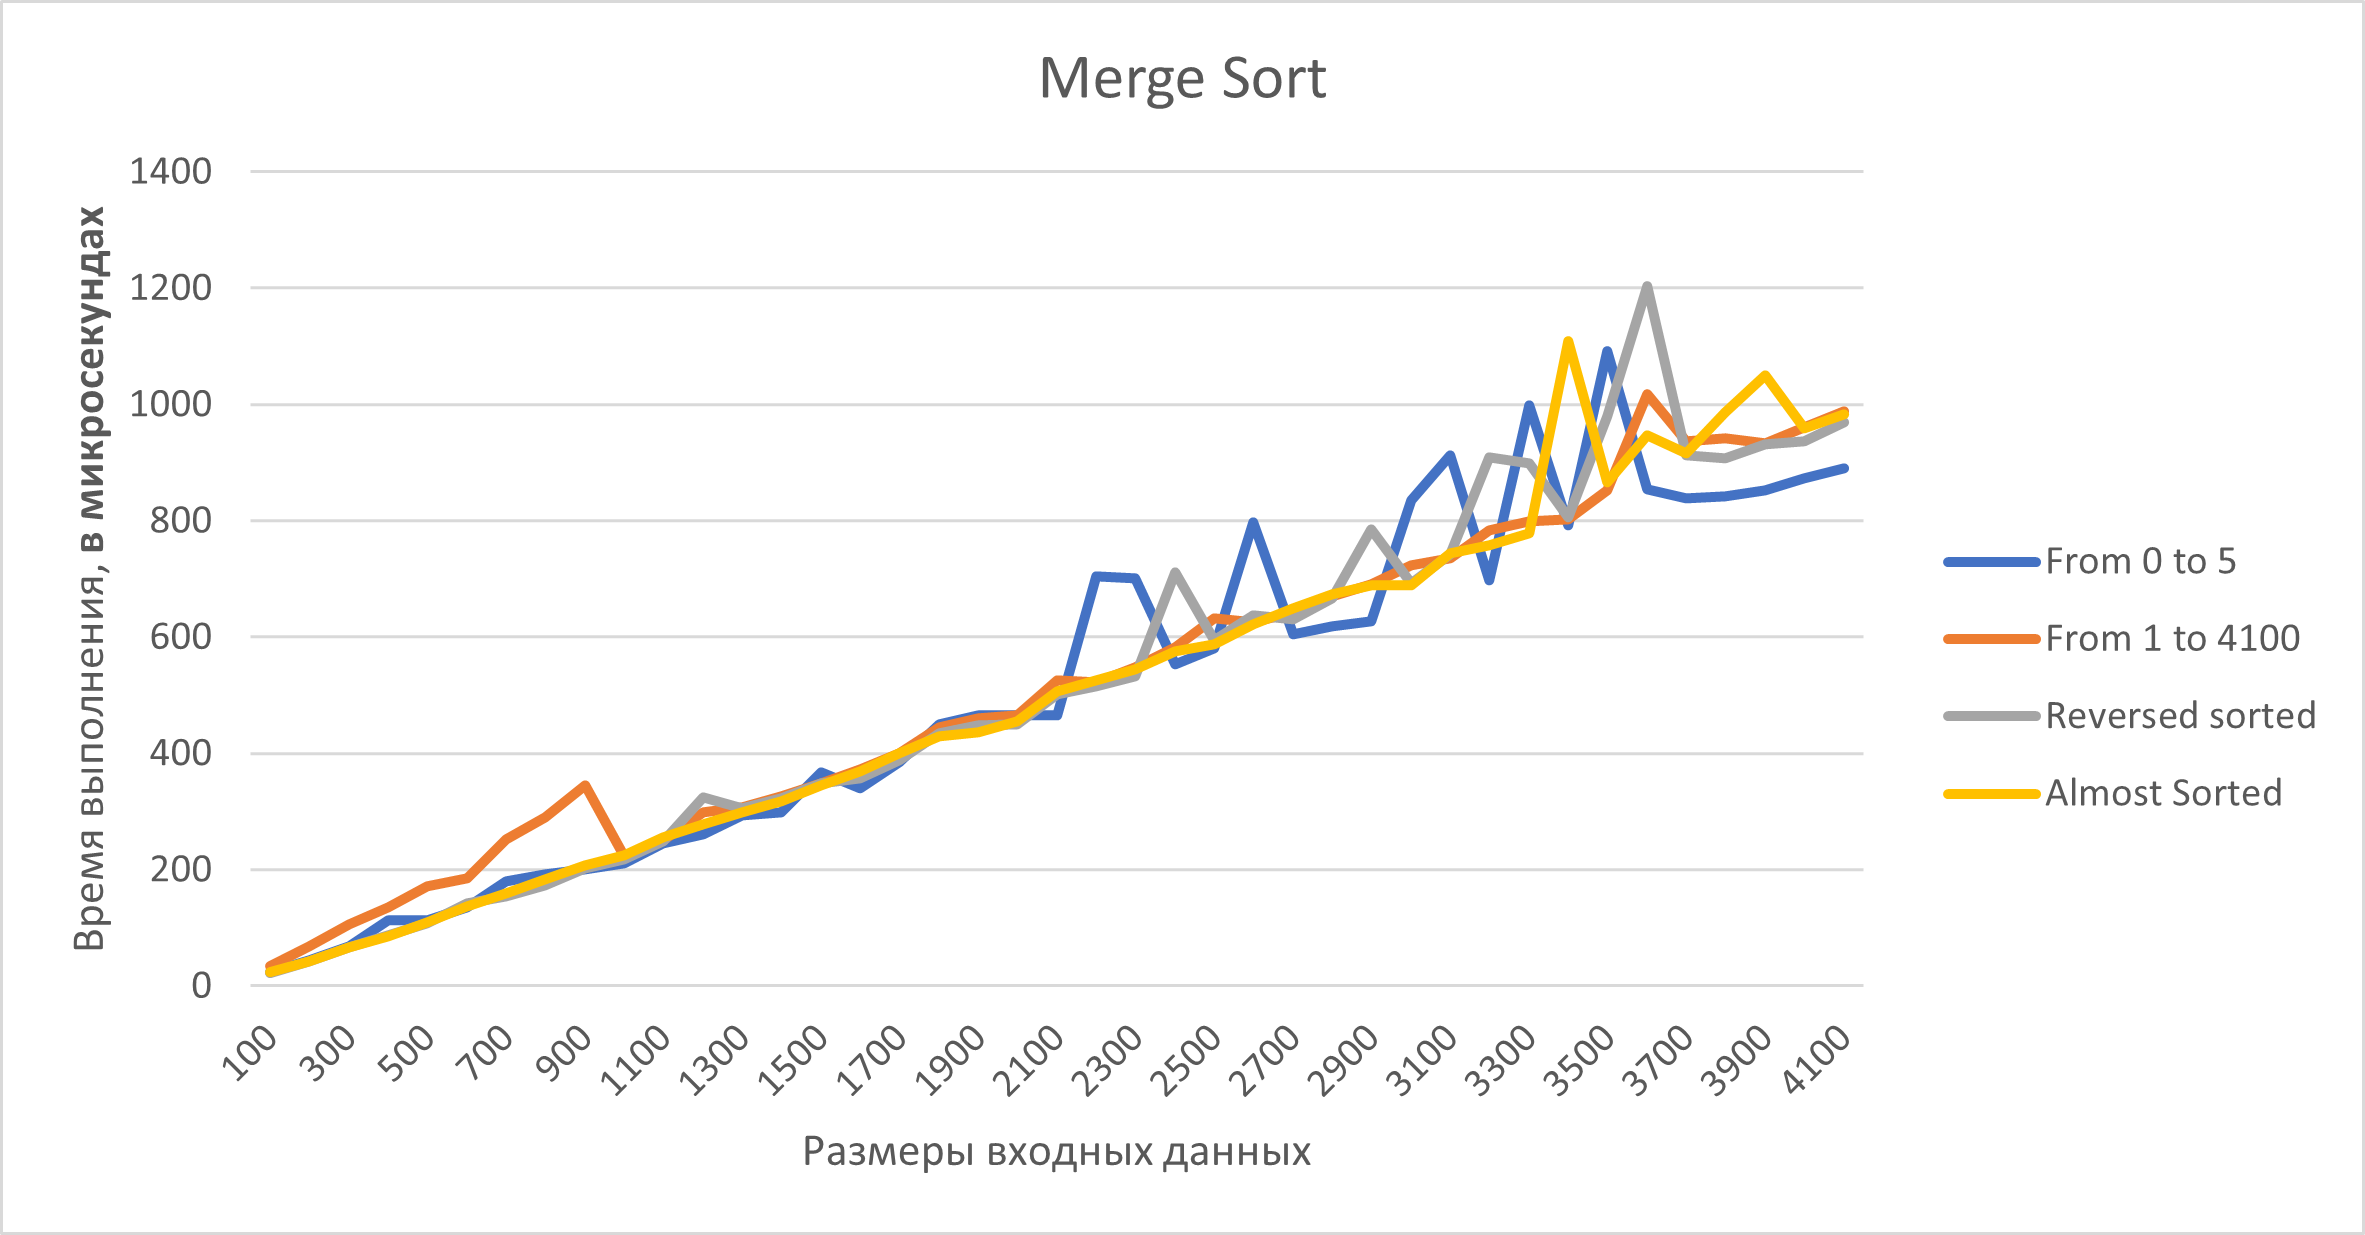 Merge Sort
1400
1200
1000
800
600
400
200
0
Время выполнения, в микросекундах
100 300 500 700 900 1100 1300 1500 1700 1900 2100 2300 2500 2700 2900 3100 3300 3500 3700 3900 4100
Размеры входных данных
From 0 to 5
From 1 to 4100
Reversed sorted
Almost Sorted